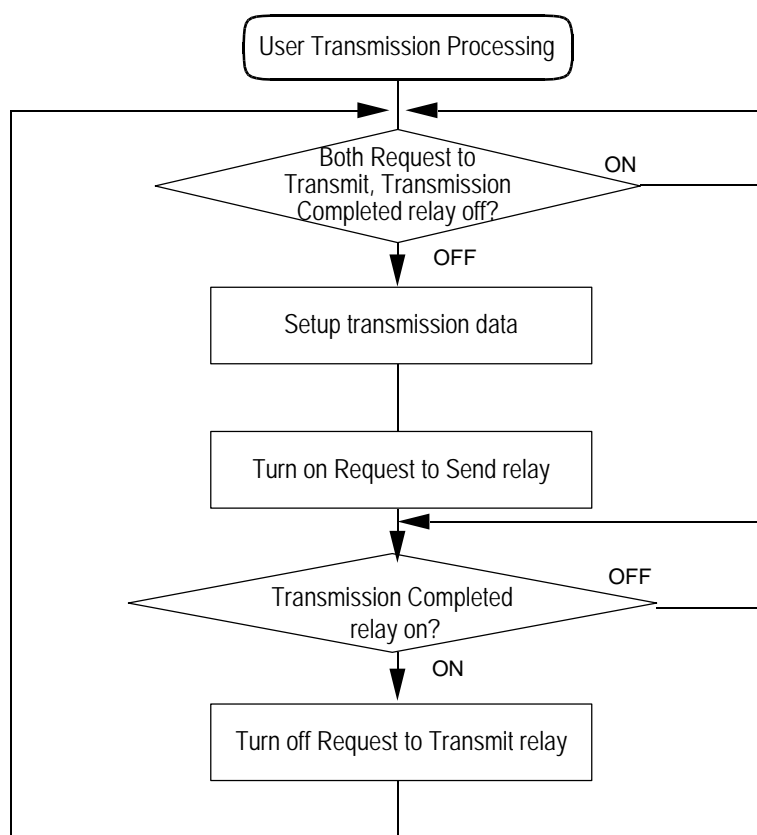 User Transmission Processing
Both Request to
Transmit, Transmission
Completed relay off?
ON
OFF
Setup transmission data
Turn on Request to Send relay
Transmission Completed
relay on?
OFF
ON
Turn off Request to Transmit relay